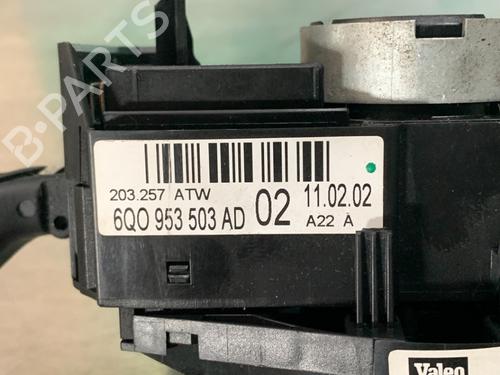 B-PARTS
203.257 ATW
6Q0 953 503 AD 02 11.02.02
A22 A
Valeo